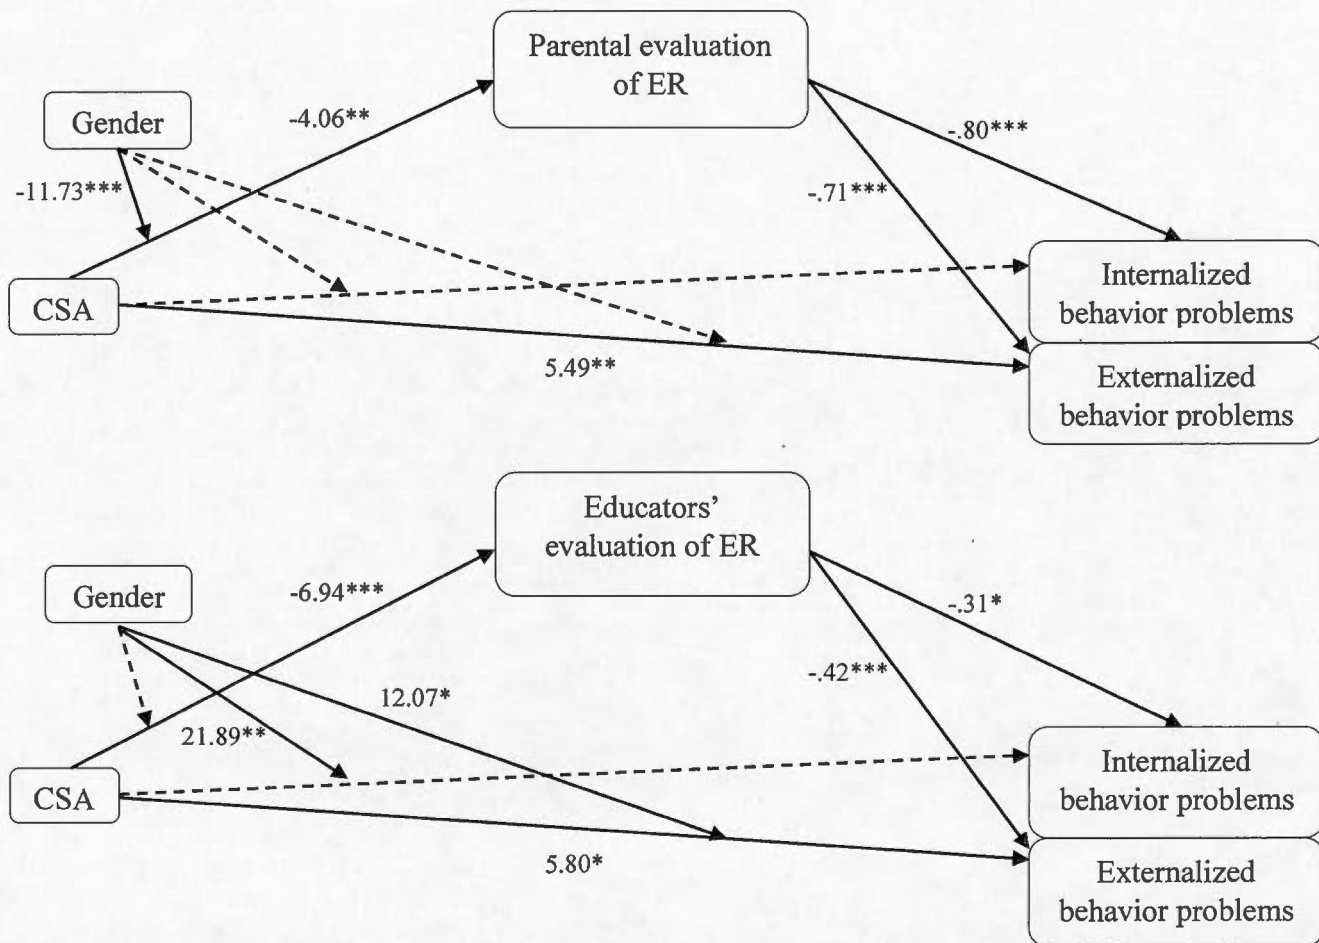 Parental evaluation
of ER
Gender
-4.06**
-.80***
-11.73***
-.71***
Internalized
behavior problems
CSA
5.49**
Externalized
behavior problems
Educators’
evaluation of ER
Gender
-6.94***
-.31*
-.42***
12.07*
21.89**
Internalized
behavior problems
CSA
5.80*
Externalized
behavior problems